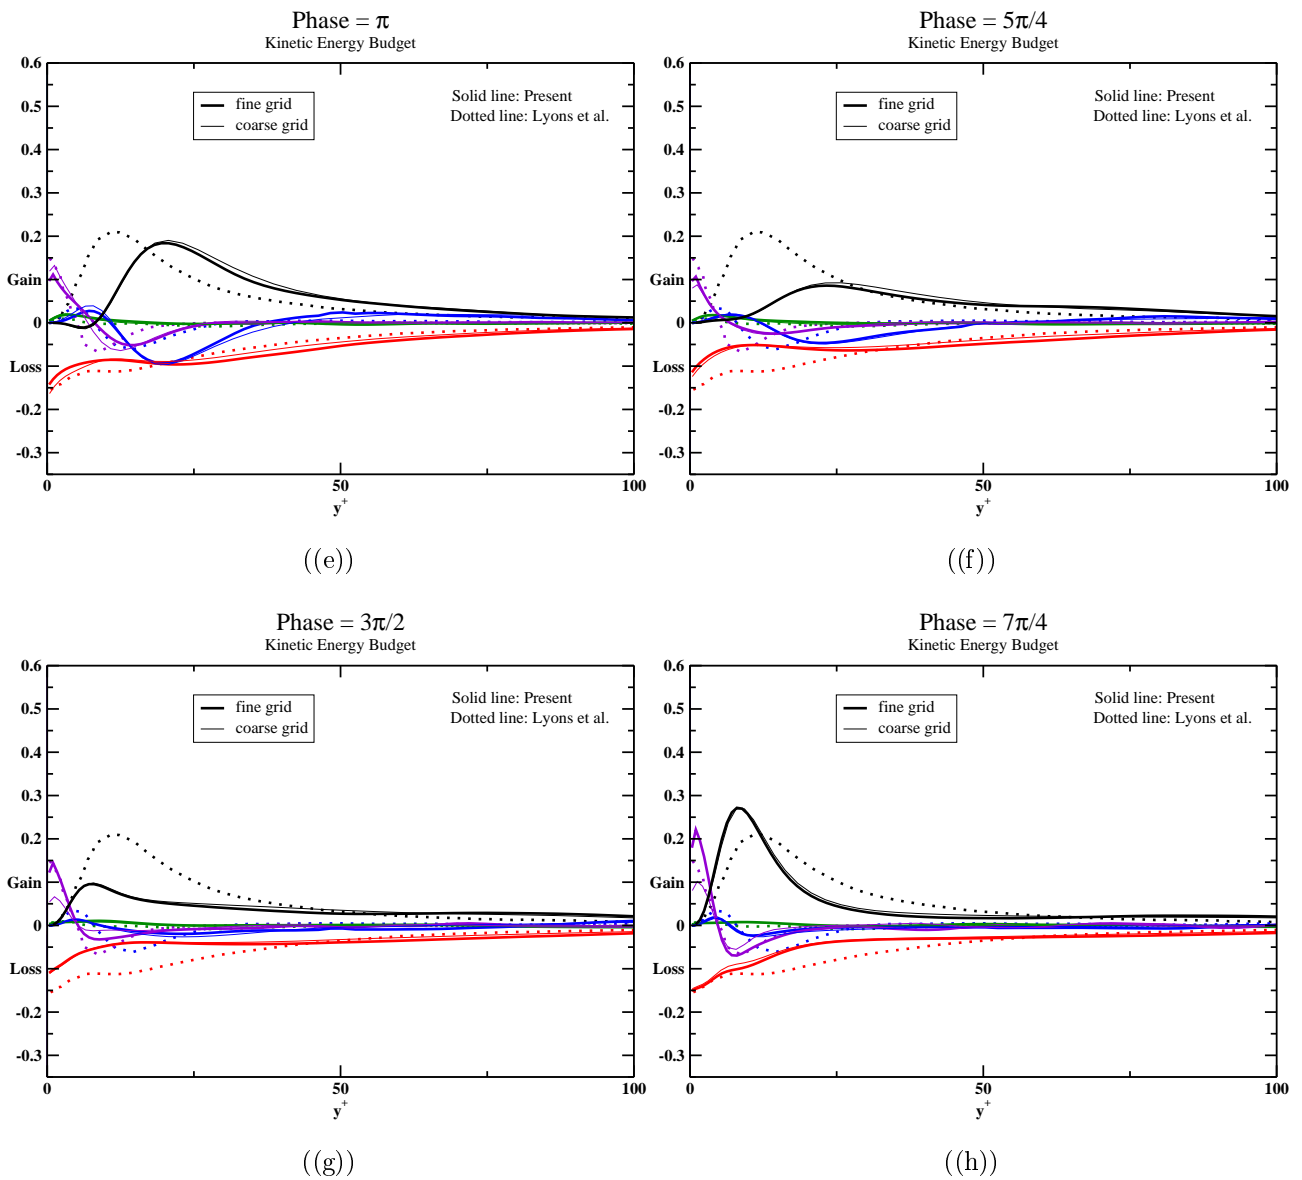 Phase = π
Kinetic Energy Budget
0.6
0.5
0.4
0.3
0.2
Gain
0
Loss
-0.2
-0.3
fine grid
coarse grid
Solid line: Present
Dotted line: Lyons et al.
0 50 100
y⁺
((e))
Phase = 5π/4
Kinetic Energy Budget
0.6
0.5
0.4
0.3
0.2
Gain
0
Loss
-0.2
-0.3
fine grid
coarse grid
Solid line: Present
Dotted line: Lyons et al.
0 50 100
y⁺
((f))
Phase = 3π/2
Kinetic Energy Budget
0.6
0.5
0.4
0.3
0.2
Gain
0
Loss
-0.2
-0.3
fine grid
coarse grid
Solid line: Present
Dotted line: Lyons et al.
0 50 100
y⁺
((g))
Phase = 7π/4
Kinetic Energy Budget
0.6
0.5
0.4
0.3
0.2
Gain
0
Loss
-0.2
-0.3
fine grid
coarse grid
Solid line: Present
Dotted line: Lyons et al.
0 50 100
y⁺
((h))